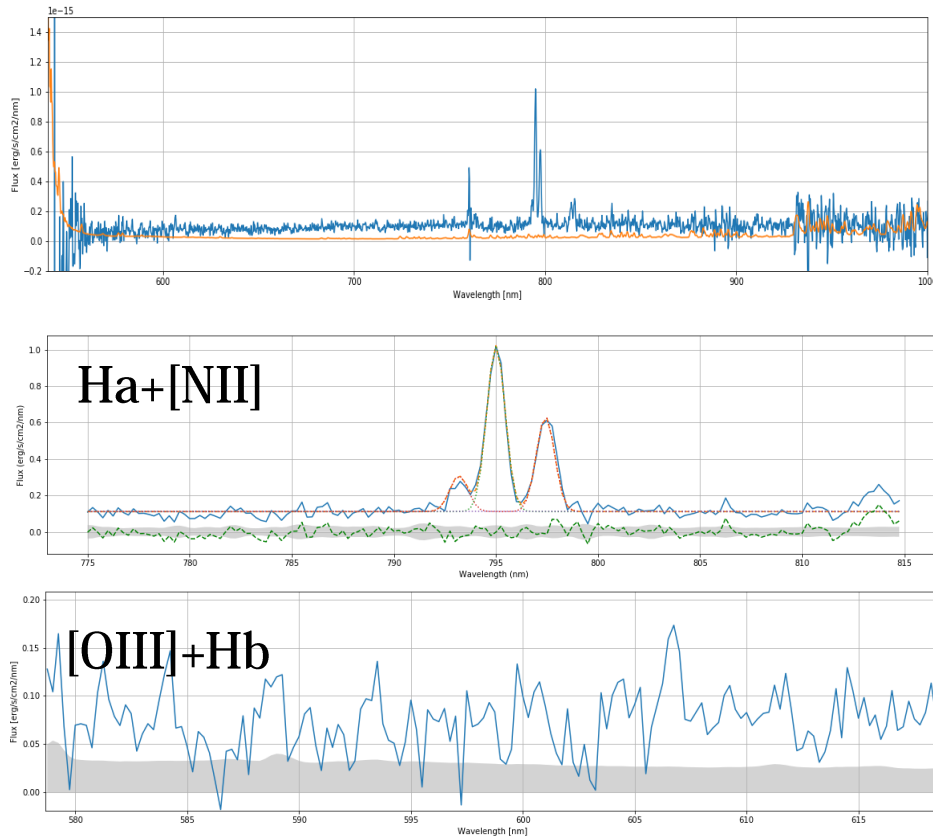 1e−15
1.4
1.2
1.0
0.8
0.6
0.4
0.2
0.0
−0.2
Flux [erg/s/cm2/nm]
600 700 800 900 100
Wavelength [nm]
Ha+[NII]
1.0
0.8
0.6
0.4
0.2
0.0
Flux (erg/s/cm2/nm)
775 780 785 790 795 800 805 810 815
Wavelength (nm)
[OIII]+Hb
0.20
0.15
0.10
0.05
0.00
Flux [erg/s/cm2/nm]
580 585 590 595 600 605 610 615
Wavelength [nm]